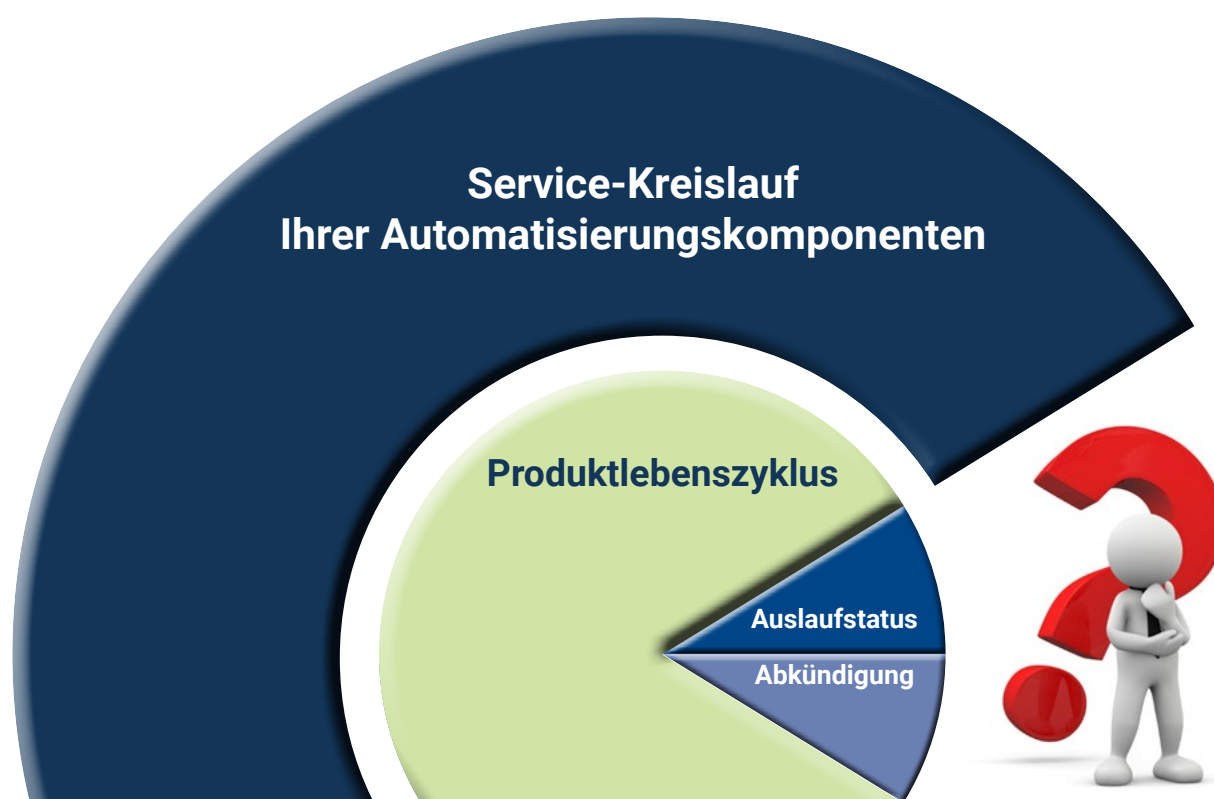 Service-Kreislauf
Ihrer Automatisierungskomponenten
Produktlebenszyklus
Auslaufstatus
Abkündigung